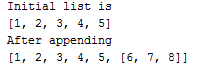 Initial list is
[1, 2, 3, 4, 5]
After appending
[1, 2, 3, 4, 5, [6, 7, 8]]